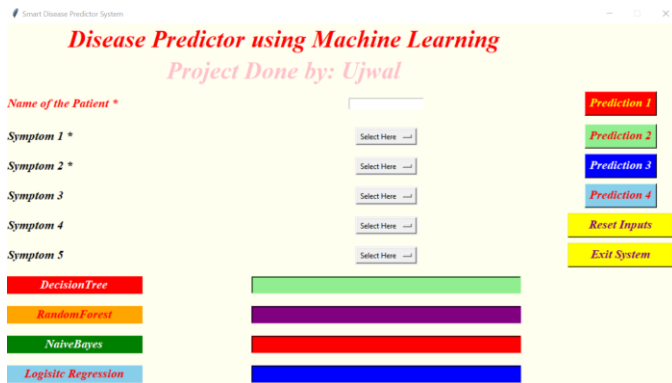 Smart Disease Predictor System
Disease Predictor using Machine Learning
Project Done by: Ujwal
Name of the Patient *
Prediction 1
Symptom 1 *
Select Here
Prediction 2
Symptom 2 *
Select Here
Prediction 3
Symptom 3
Select Here
Prediction 4
Symptom 4
Select Here
Reset Inputs
Symptom 5
Select Here
Exit System
DecisionTree
RandomForest
NaiveBayes
Logisitc Regression